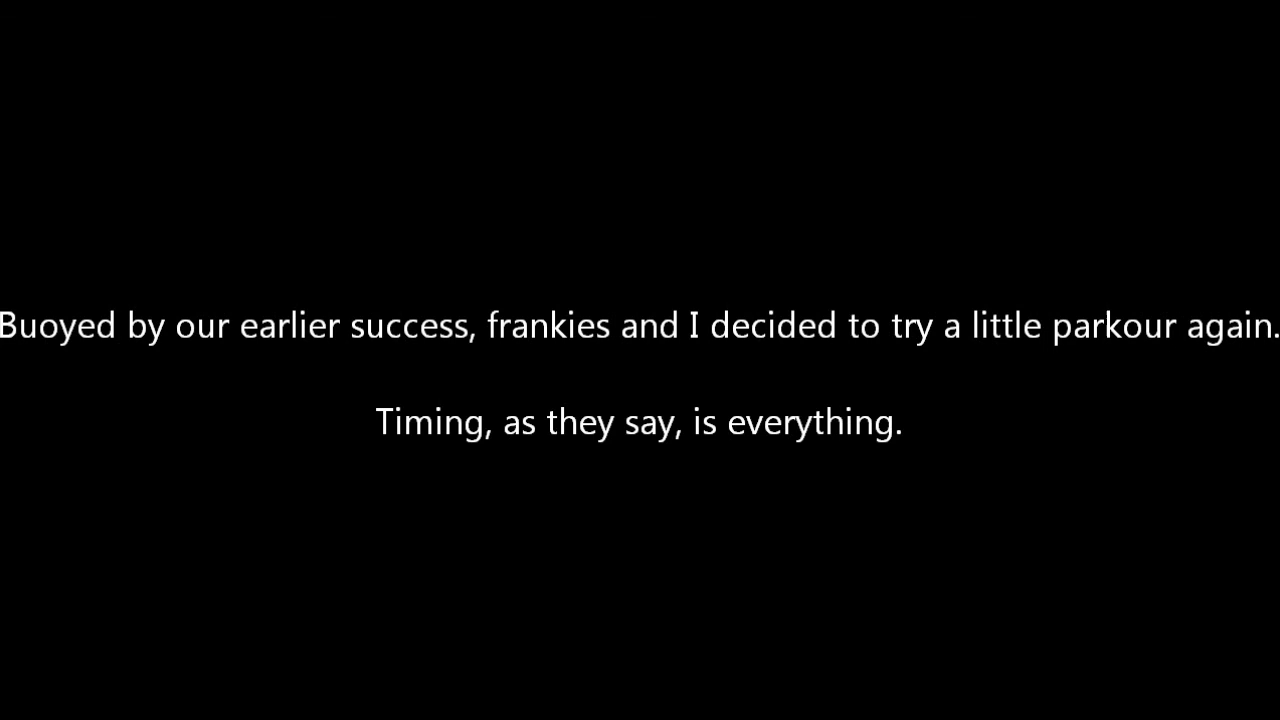 Buoyed by our earlier success, frankies and I decided to try a little parkour again.
Timing, as they say, is everything.